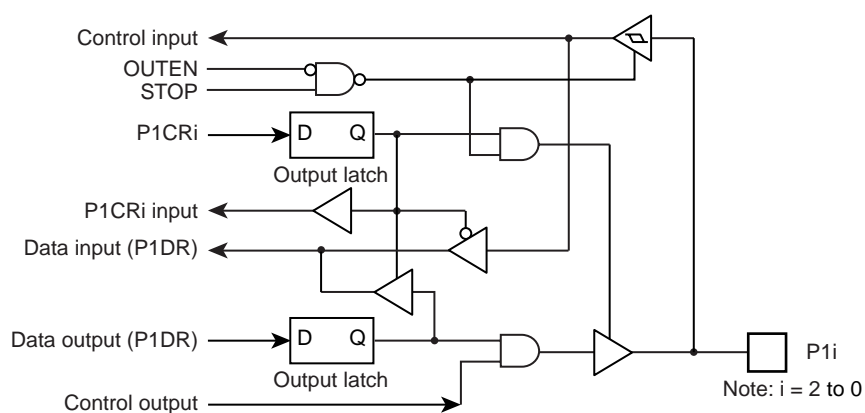 Control input
OUTEN
STOP
P1CRi
D Q
Output latch
P1CRi input
Data input (P1DR)
Data output (P1DR)
D Q
Output latch
Control output
P1i
Note: i = 2 to 0